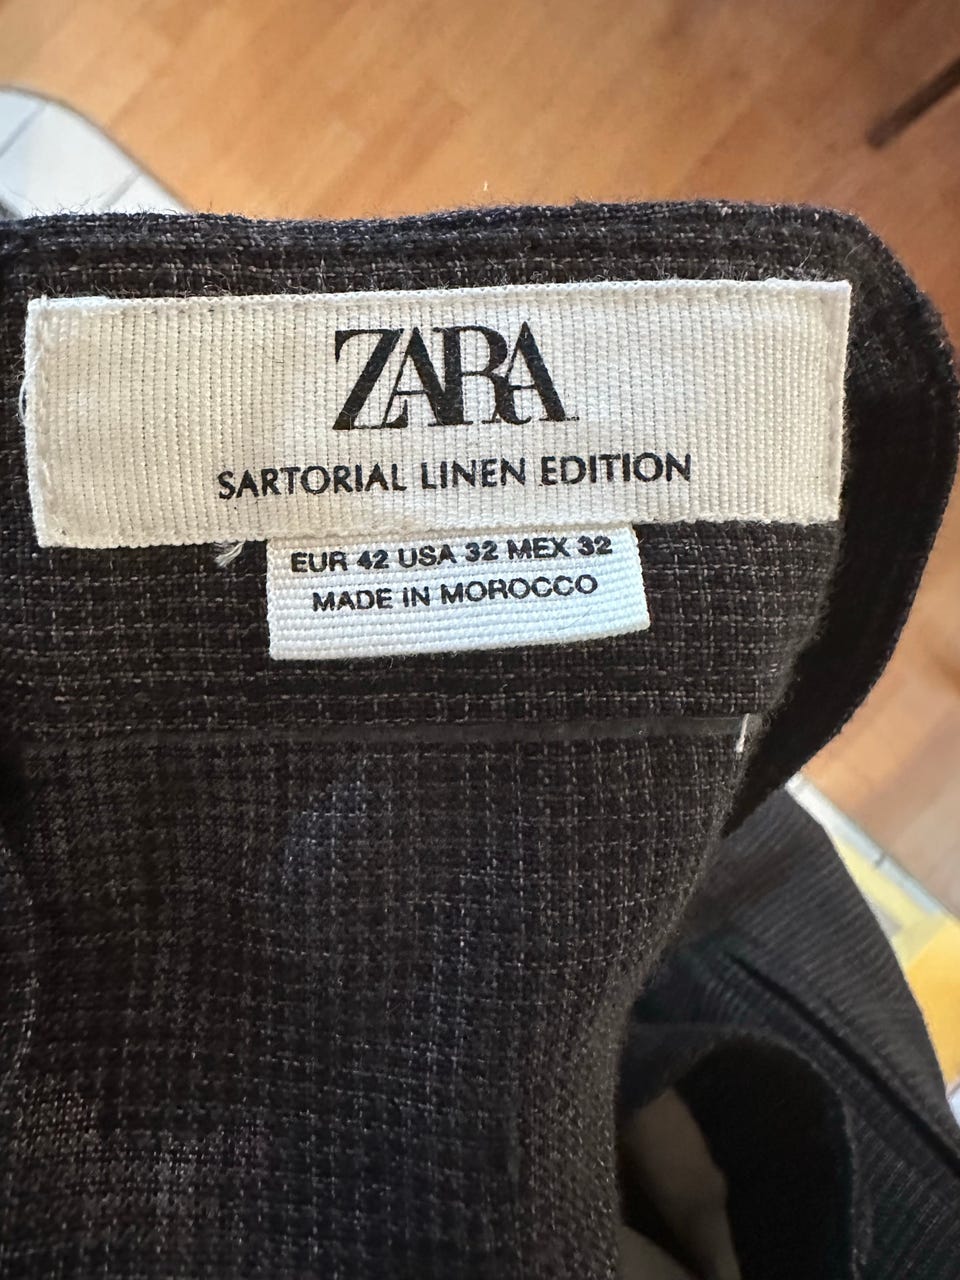 ZARA
SARTORIAL LINEN EDITION
EUR 42 USA 32 MEX 32
MADE IN MOROCCO